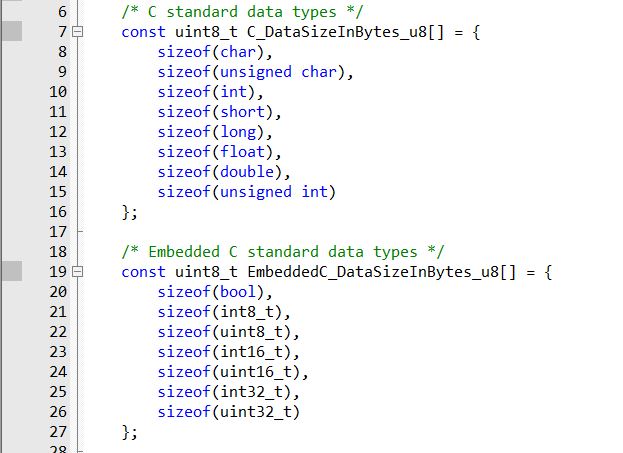 6 /* C standard data types */
7 const uint8_t C_DataSizeInBytes_u8[] = {
8 sizeof(char),
9 sizeof(unsigned char),
10 sizeof(int),
11 sizeof(short),
12 sizeof(long),
13 sizeof(float),
14 sizeof(double),
15 sizeof(unsigned int)
16 };
17
18 /* Embedded C standard data types */
19 const uint8_t EmbeddedC_DataSizeInBytes_u8[] = {
20 sizeof(bool),
21 sizeof(int8_t),
22 sizeof(uint8_t),
23 sizeof(int16_t),
24 sizeof(uint16_t),
25 sizeof(int32_t),
26 sizeof(uint32_t)
27 };
28